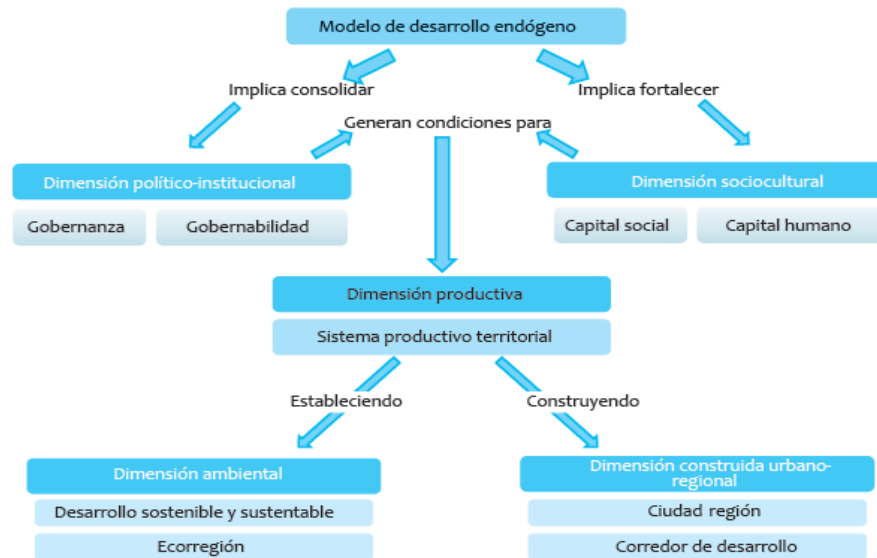 Modelo de desarrollo endógeno
Implica consolidar
Implica fortalecer
Generan condiciones para
Dimensión político-institucional
Dimensión sociocultural
Gobernanza
Gobernabilidad
Capital social
Capital humano
Dimensión productiva
Sistema productivo territorial
Estableciendo
Construyendo
Dimensión ambiental
Dimensión construida urbano-
regional
Desarrollo sostenible y sustentable
Ciudad región
Ecorregión
Corredor de desarrollo